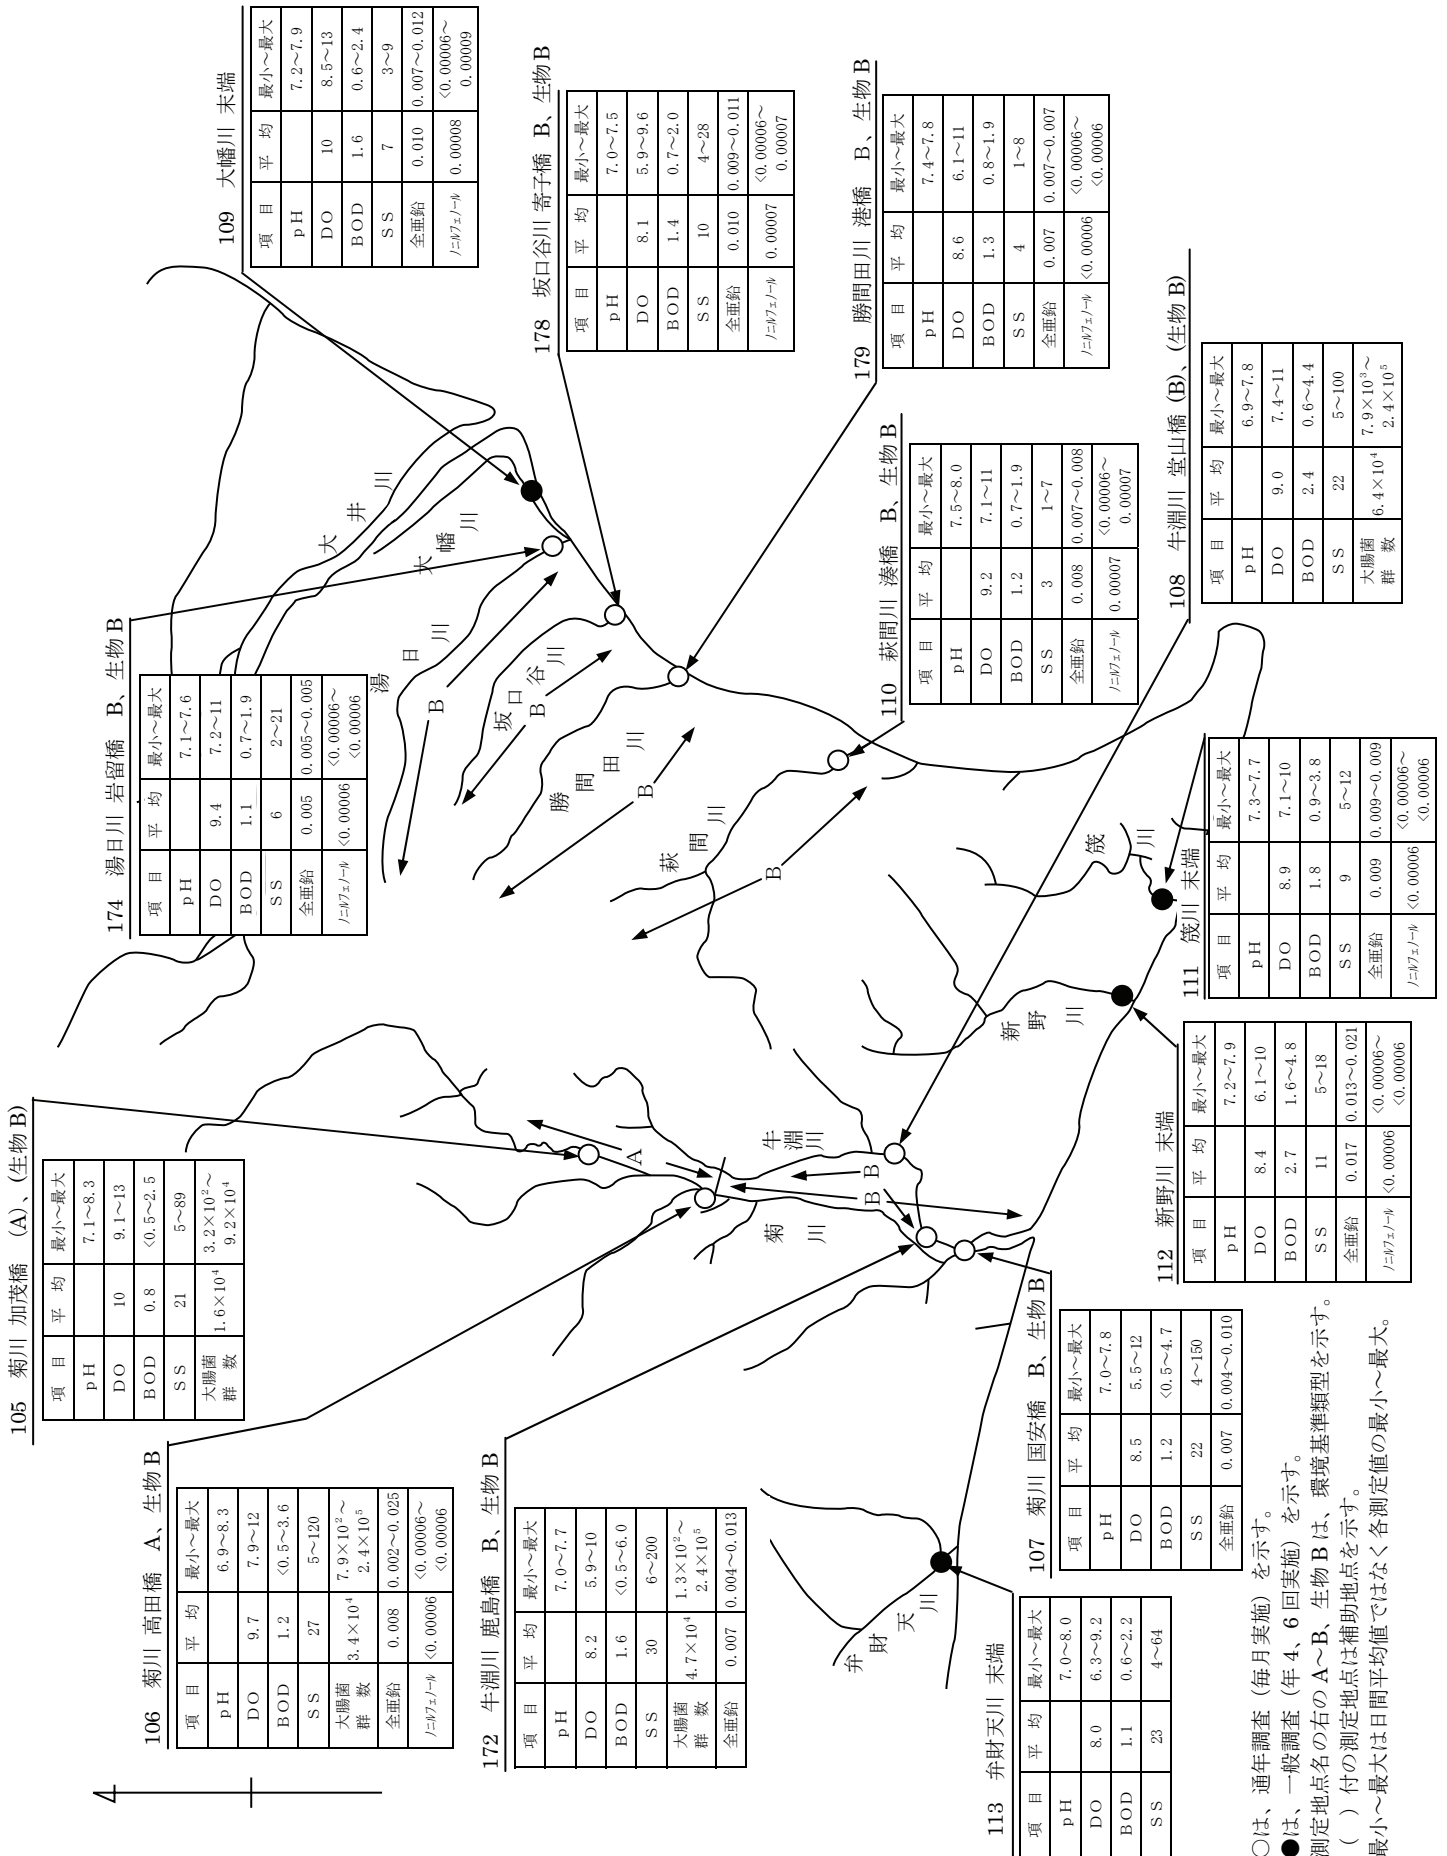 105 菊川 加茂橋 (A)、(生物B)
項 目 平 均 最小～最大
pH 7.1～8.3
DO 10 9.1～13
BOD 0.8 <0.5～2.5
SS 21 5～89
大腸菌群 数 1.6×10⁴ 3.2×10²～9.2×10⁴
106 菊川 高田橋 A、生物B
項 目 平 均 最小～最大
pH 6.9～8.3
DO 9.7 7.9～12
BOD 1.2 <0.5～3.6
SS 27 5～120
大腸菌群 数 3.4×10⁴ 7.9×10²～2.4×10⁵
全亜鉛 0.008 0.002～0.025
ノニルフェノール <0.00006 <0.00006～<0.00006
172 牛淵川 鹿島橋 B、生物B
項 目 平 均 最小～最大
pH 7.0～7.7
DO 8.2 5.9～10
BOD 1.6 <0.5～6.0
SS 30 6～200
大腸菌群 数 4.7×10⁴ 1.3×10²～2.4×10⁵
全亜鉛 0.007 0.004～0.013
113 弁財天川 末端
項 目 平 均 最小～最大
pH 7.0～8.0
DO 8.0 6.3～9.2
BOD 1.1 0.6～2.2
SS 23 4～64
107 菊川 国安橋 B、生物B
項 目 平 均 最小～最大
pH 7.0～7.8
DO 8.5 5.5～12
BOD 1.2 <0.5～4.7
SS 22 4～150
全亜鉛 0.007 0.004～0.010
112 新野川 末端
項 目 平 均 最小～最大
pH 7.2～7.9
DO 8.4 6.1～10
BOD 2.7 1.6～4.8
SS 11 5～18
全亜鉛 0.017 0.013～0.021
ノニルフェノール <0.00006 <0.00006～<0.00006
111 筬川 末端
項 目 平 均 最小～最大
pH 7.3～7.7
DO 8.9 7.1～10
BOD 1.8 0.9～3.8
SS 9 5～12
全亜鉛 0.009 0.009～0.009
ノニルフェノール <0.00006 <0.00006～<0.00006
108 牛淵川 堂山橋 (B)、(生物B)
項 目 平 均 最小～最大
pH 6.9～7.8
DO 9.0 7.4～11
BOD 2.4 0.6～4.4
SS 22 5～100
大腸菌群 数 6.4×10⁴ 7.9×10³～2.4×10⁵
110 萩間川 湊橋 B、生物B
項 目 平 均 最小～最大
pH 7.5～8.0
DO 9.2 7.1～11
BOD 1.2 0.7～1.9
SS 3 1～7
全亜鉛 0.008 0.007～0.008
ノニルフェノール 0.00007 <0.00006～0.00007
179 勝間田川 港橋 B、生物B
項 目 平 均 最小～最大
pH 7.4～7.8
DO 8.6 6.1～11
BOD 1.3 0.8～1.9
SS 4 1～8
全亜鉛 0.007 0.007～0.007
ノニルフェノール <0.00006 <0.00006～<0.00006
178 坂口谷川 寄子橋 B、生物B
項 目 平 均 最小～最大
pH 7.0～7.5
DO 8.1 5.9～9.6
BOD 1.4 0.7～2.0
SS 10 4～28
全亜鉛 0.010 0.009～0.011
ノニルフェノール 0.00007 <0.00006～0.00007
109 大幡川 末端
項 目 平 均 最小～最大
pH 7.2～7.9
DO 10 8.5～13
BOD 1.6 0.6～2.4
SS 7 3～9
全亜鉛 0.010 0.007～0.012
ノニルフェノール 0.00008 <0.00006～0.00009
174 湯日川 岩留橋 B、生物B
項 目 平 均 最小～最大
pH 7.1～7.6
DO 9.4 7.2～11
BOD 1.1 0.7～1.9
SS 6 2～21
全亜鉛 0.005 0.005～0.005
ノニルフェノール <0.00006 <0.00006～<0.00006
大井川
大幡川
湯日川
B
坂口谷川
B
勝間田川
B
萩間川
B
筬川
新野川
牛淵川
A
B
B
菊川
弁財天川
○は、通年調査（毎月実施）を示す。
●は、一般調査（年4、6回実施）を示す。
測定地点名の右のA～B、生物Bは、環境基準類型を示す。
（ ）付の測定地点は補助地点を示す。
最小～最大は日間平均値ではなく各測定値の最小～最大。